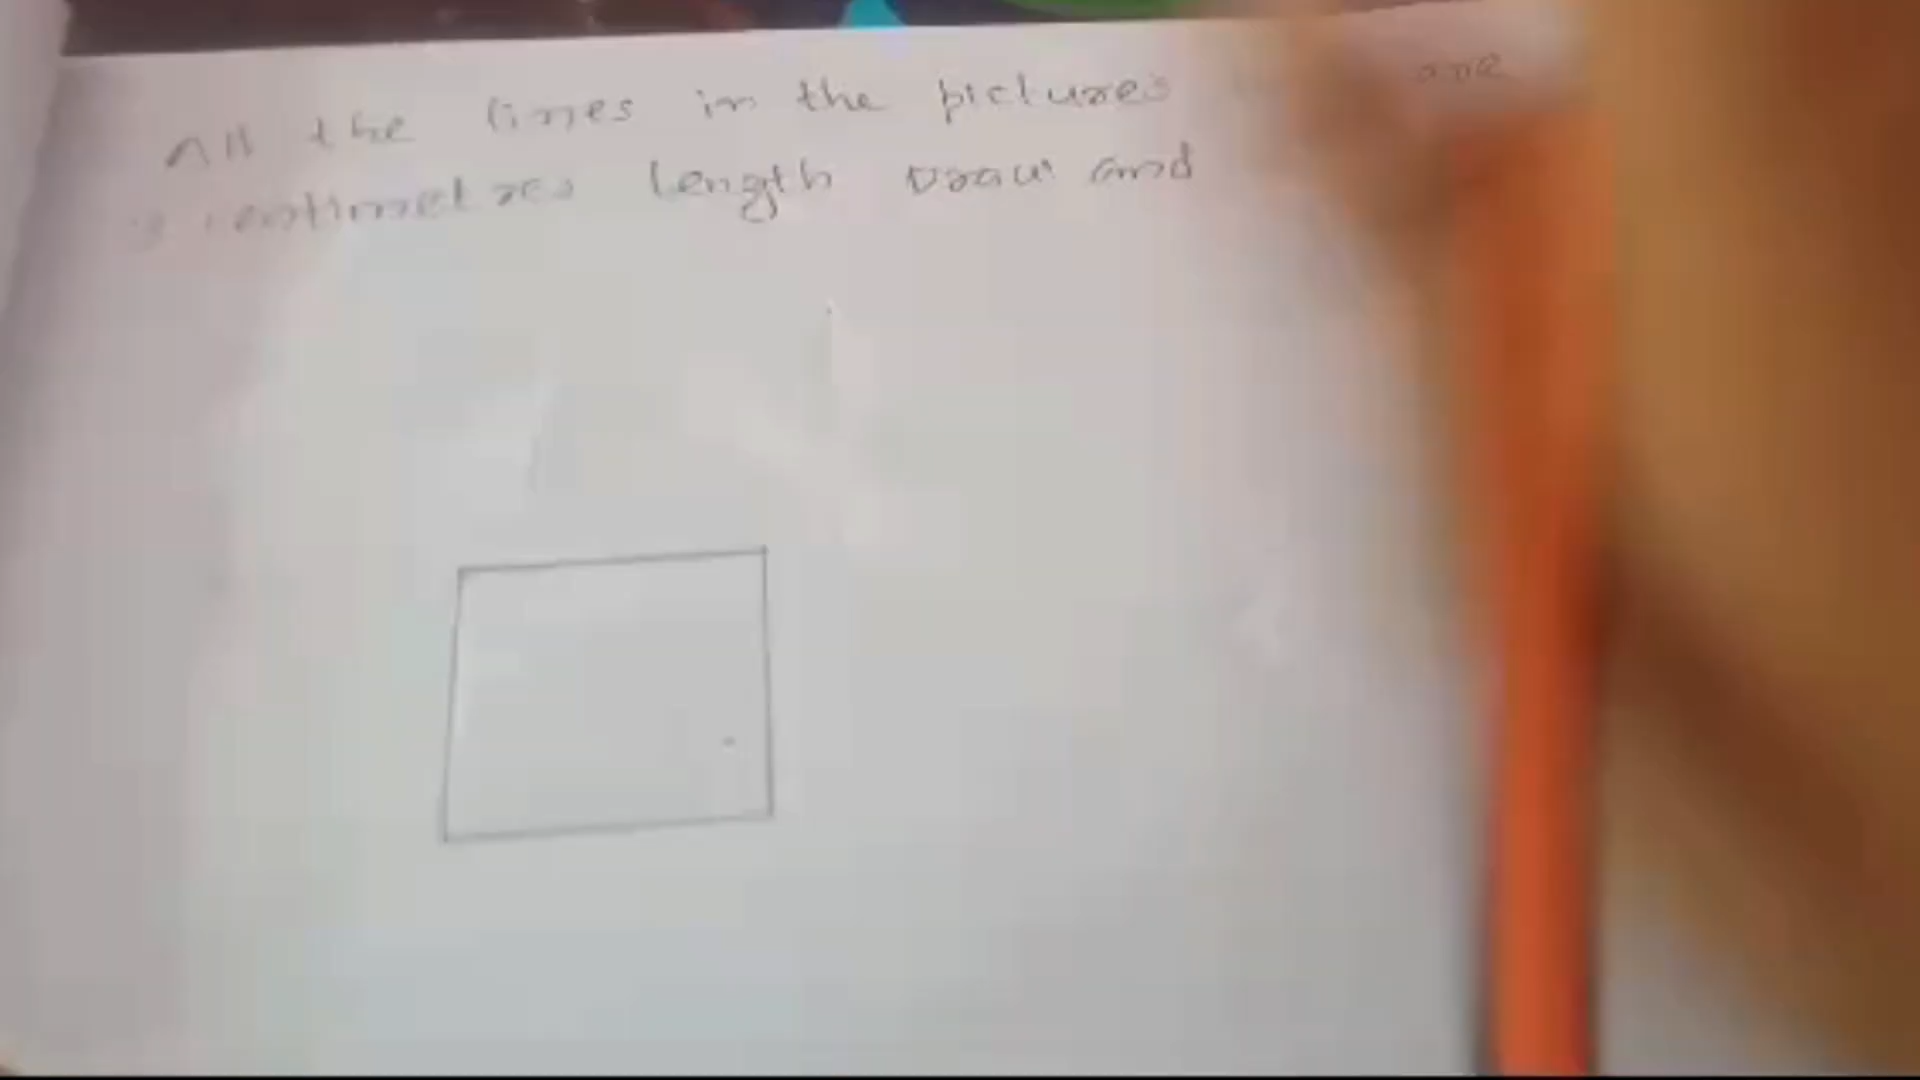 All the lines in the pictures are
centimetres length Draw and